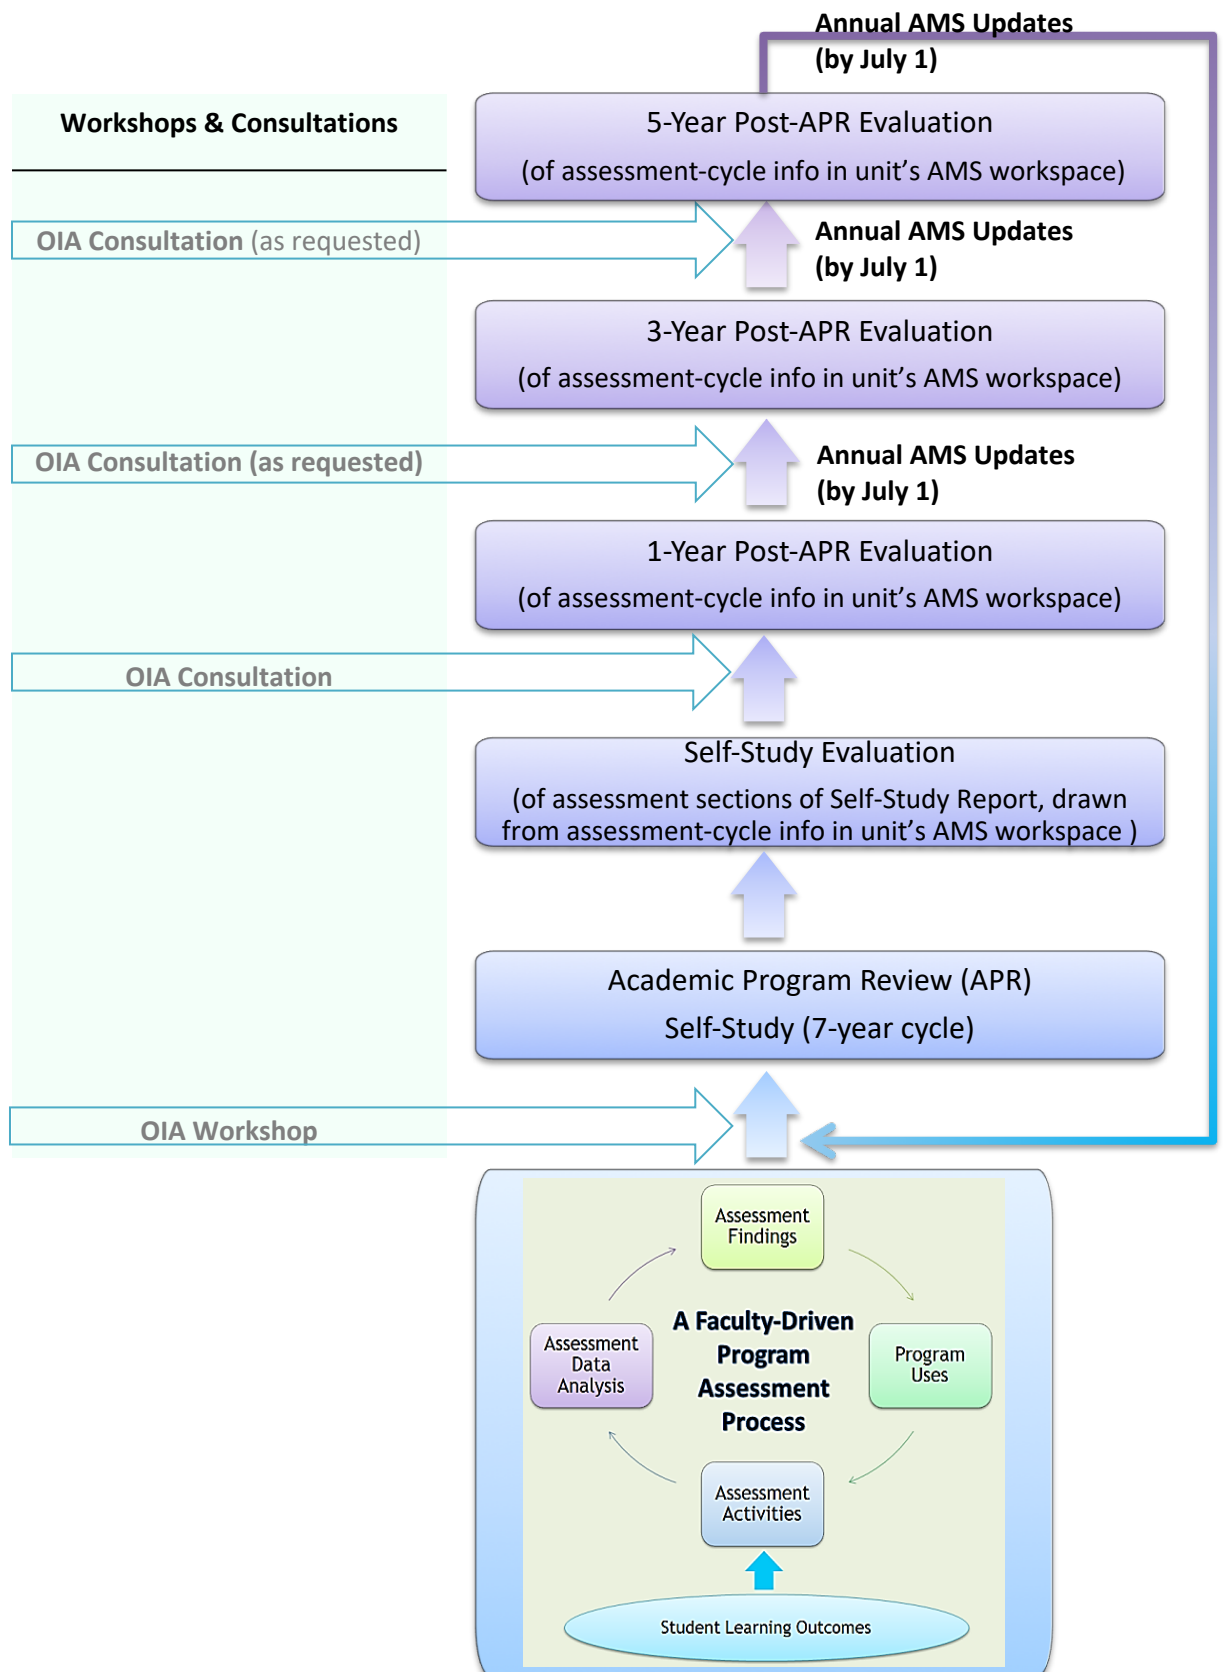 Annual AMS Updates
(by July 1)
Workshops & Consultations
5-Year Post-APR Evaluation
(of assessment-cycle info in unit’s AMS workspace)
OIA Consultation (as requested)
Annual AMS Updates
(by July 1)
3-Year Post-APR Evaluation
(of assessment-cycle info in unit’s AMS workspace)
OIA Consultation (as requested)
Annual AMS Updates
(by July 1)
1-Year Post-APR Evaluation
(of assessment-cycle info in unit’s AMS workspace)
OIA Consultation
Self-Study Evaluation
(of assessment sections of Self-Study Report, drawn
from assessment-cycle info in unit’s AMS workspace )
Academic Program Review (APR)
Self-Study (7-year cycle)
OIA Workshop
Assessment
Findings
A Faculty-Driven
Program
Assessment
Process
Assessment
Data
Analysis
Program
Uses
Assessment
Activities
Student Learning Outcomes